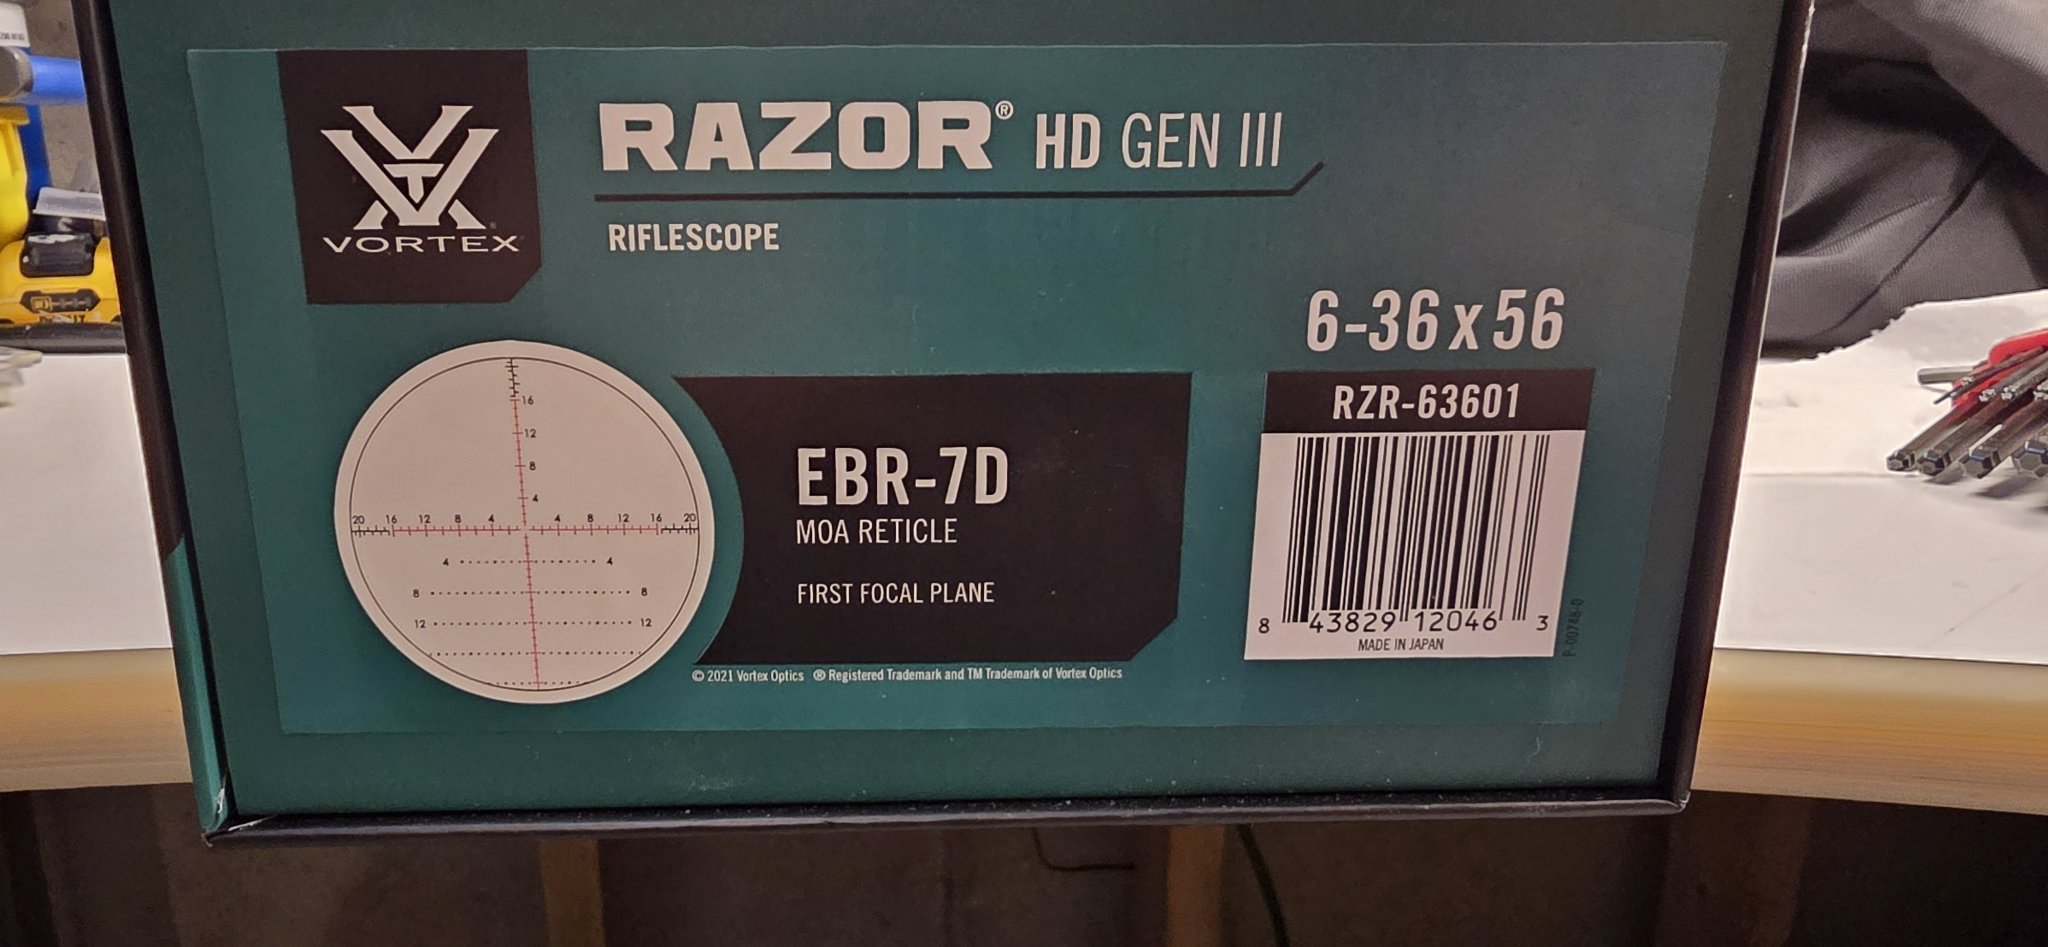 VORTEX
RAZOR® HD GEN III
RIFLESCOPE
6-36x56
RZR-63601
EBR-7D
MOA RETICLE
FIRST FOCAL PLANE
16
12
8
4
20 16 12 8 4 4 8 12 16 20
4 4
8 8
12 12
8 43829 12046 3
MADE IN JAPAN
© 2021 Vortex Optics ® Registered Trademark and TM Trademark of Vortex Optics